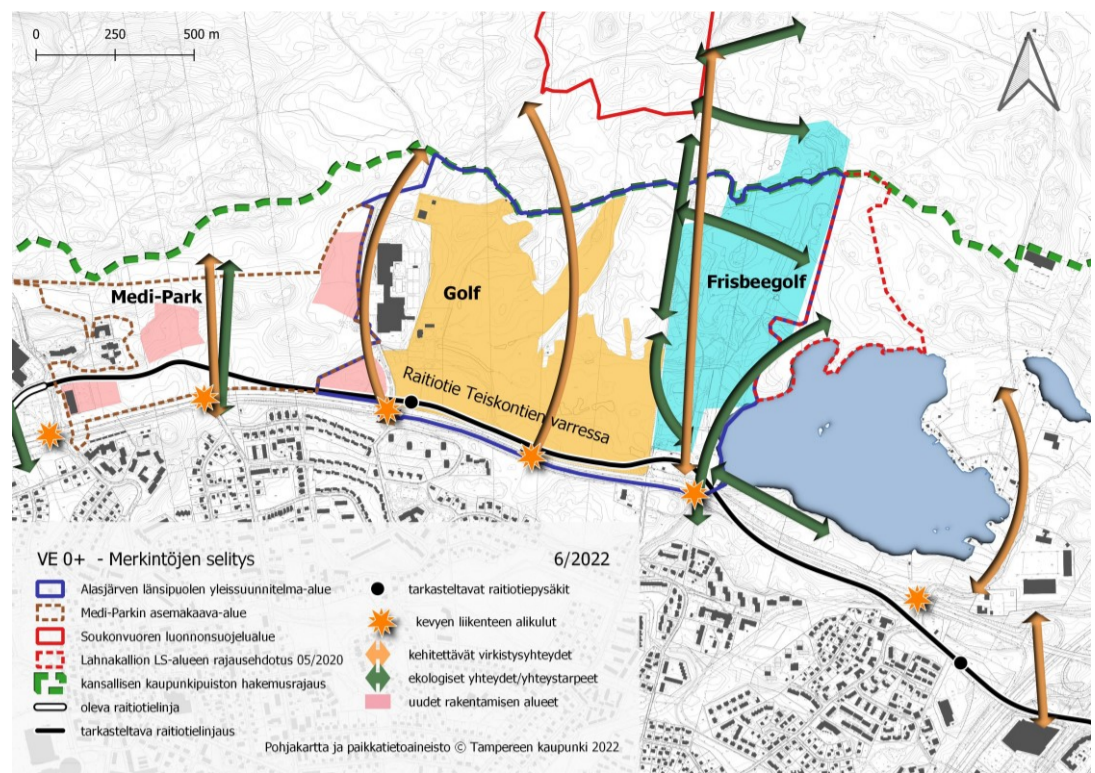 0 250 500 m
Medi-Park
Golf
Frisbeegolf
Raitiotie Teiskontien varressa
VE 0+ - Merkintöjen selitys 6/2022
Alasjärven länsipuolen yleissuunnitelma-alue
Medi-Parkin asemakaava-alue
Soukonvuoren luonnonsuojelualue
Lahnakallion LS-alueen rajausehdotus 05/2020
kansallisen kaupunkipuiston hakemusrajaus
oleva raitiotielinja
tarkasteltava raitiotielinjaus
tarkasteltavat raitiotiepysäkit
kevyen liikenteen alikulut
kehitettävät virkistysyhteydet
ekologiset yhteydet/yhteystarpeet
uudet rakentamisen alueet
Pohjakartta ja paikkatietoaineisto © Tampereen kaupunki 2022